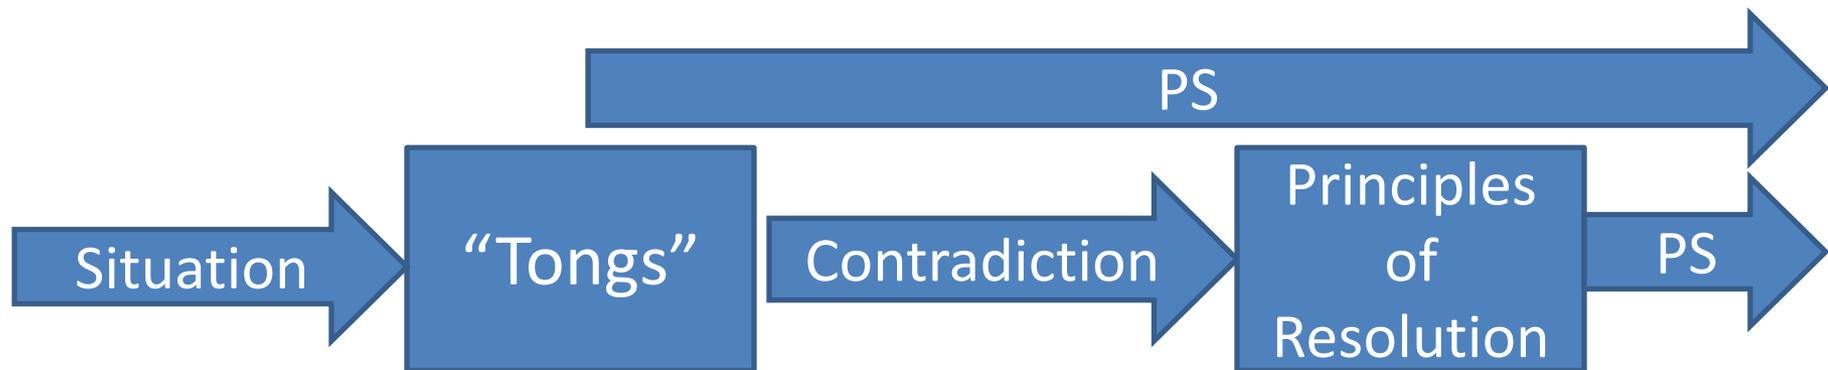 PS
Situation
“Tongs”
Contradiction
Principles
of
Resolution
PS